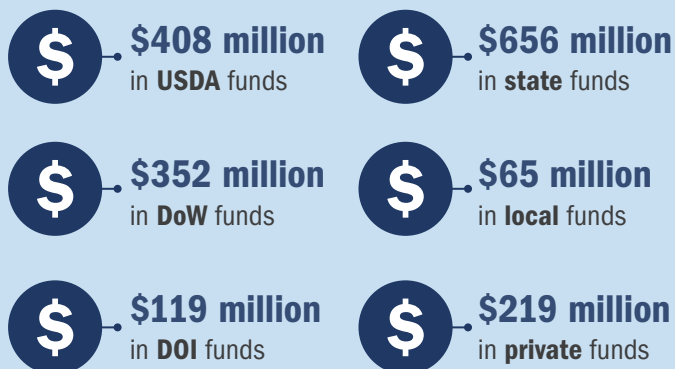 $408 million
in USDA funds
$656 million
in state funds
$352 million
in DoW funds
$65 million
in local funds
$119 million
in DOI funds
$219 million
in private funds